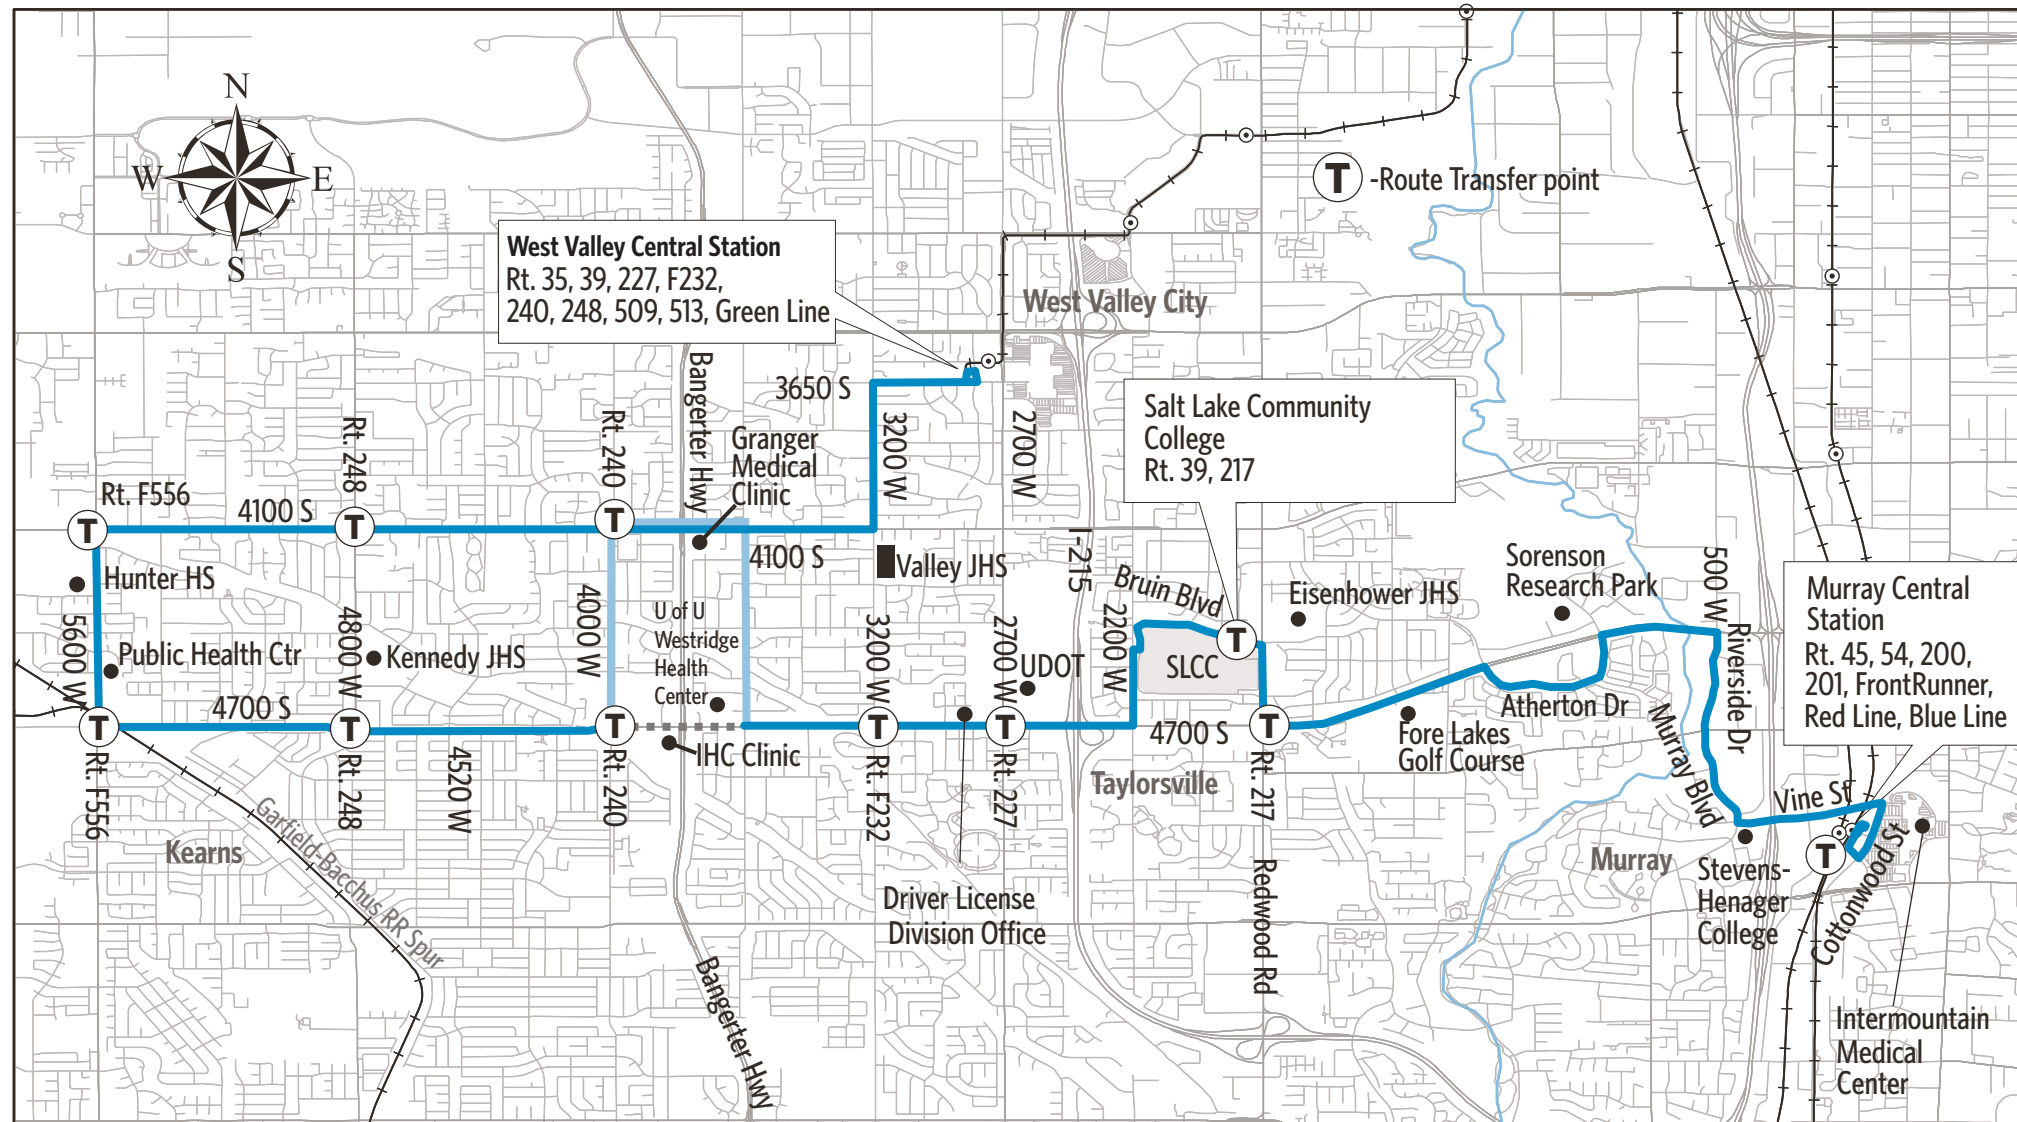 N
W
E
S
T
-Route Transfer point
West Valley Central Station
Rt. 35, 39, 227, F232,
240, 248, 509, 513, Green Line
West Valley City
3650 S
Bangerter Hwy
Granger
Medical
Clinic
3200 W
2700 W
Salt Lake Community
College
Rt. 39, 217
Rt. F556
T
4100 S
Rt. 248
T
Rt. 240
T
4100 S
Valley JHS
I-215
Hunter HS
5600 W
Public Health Ctr
4800 W
Kennedy JHS
4000 W
U of U
Westridge
Health
Center
3200 W
2700 W
UDOT
2200 W
Bruin Blvd
T
SLCC
Eisenhower JHS
Sorenson
Research Park
500 W
Riverside Dr
Murray Central
Station
Rt. 45, 54, 200,
201, FrontRunner,
Red Line, Blue Line
4700 S
T
T
T
T
T
T
4700 S
Rt. F556
Rt. 248
4520 W
Rt. 240
IHC Clinic
Rt. F232
Rt. 227
Taylorsville
Rt. 217
Fore Lakes
Golf Course
Atherton Dr
Murray Blvd
Vine St
T
Cottonwood St
Kearns
Garfield-Bacchus RR Spur
Bangerter Hwy
Driver License
Division Office
Redwood Rd
Murray
Stevens-
Henager
College
Intermountain
Medical
Center